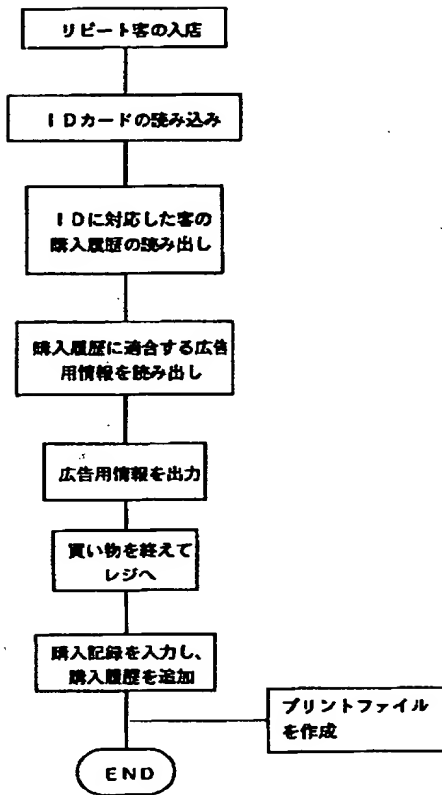 リピート客の入店
IDカードの読み込み
IDに対応した客の
購入履歴の読み出し
購入履歴に適合する広告
用情報を読み出し
広告用情報を出力
買い物を終えて
レジへ
購入記録を入力し、
購入履歴を追加
プリントファイル
を作成
END